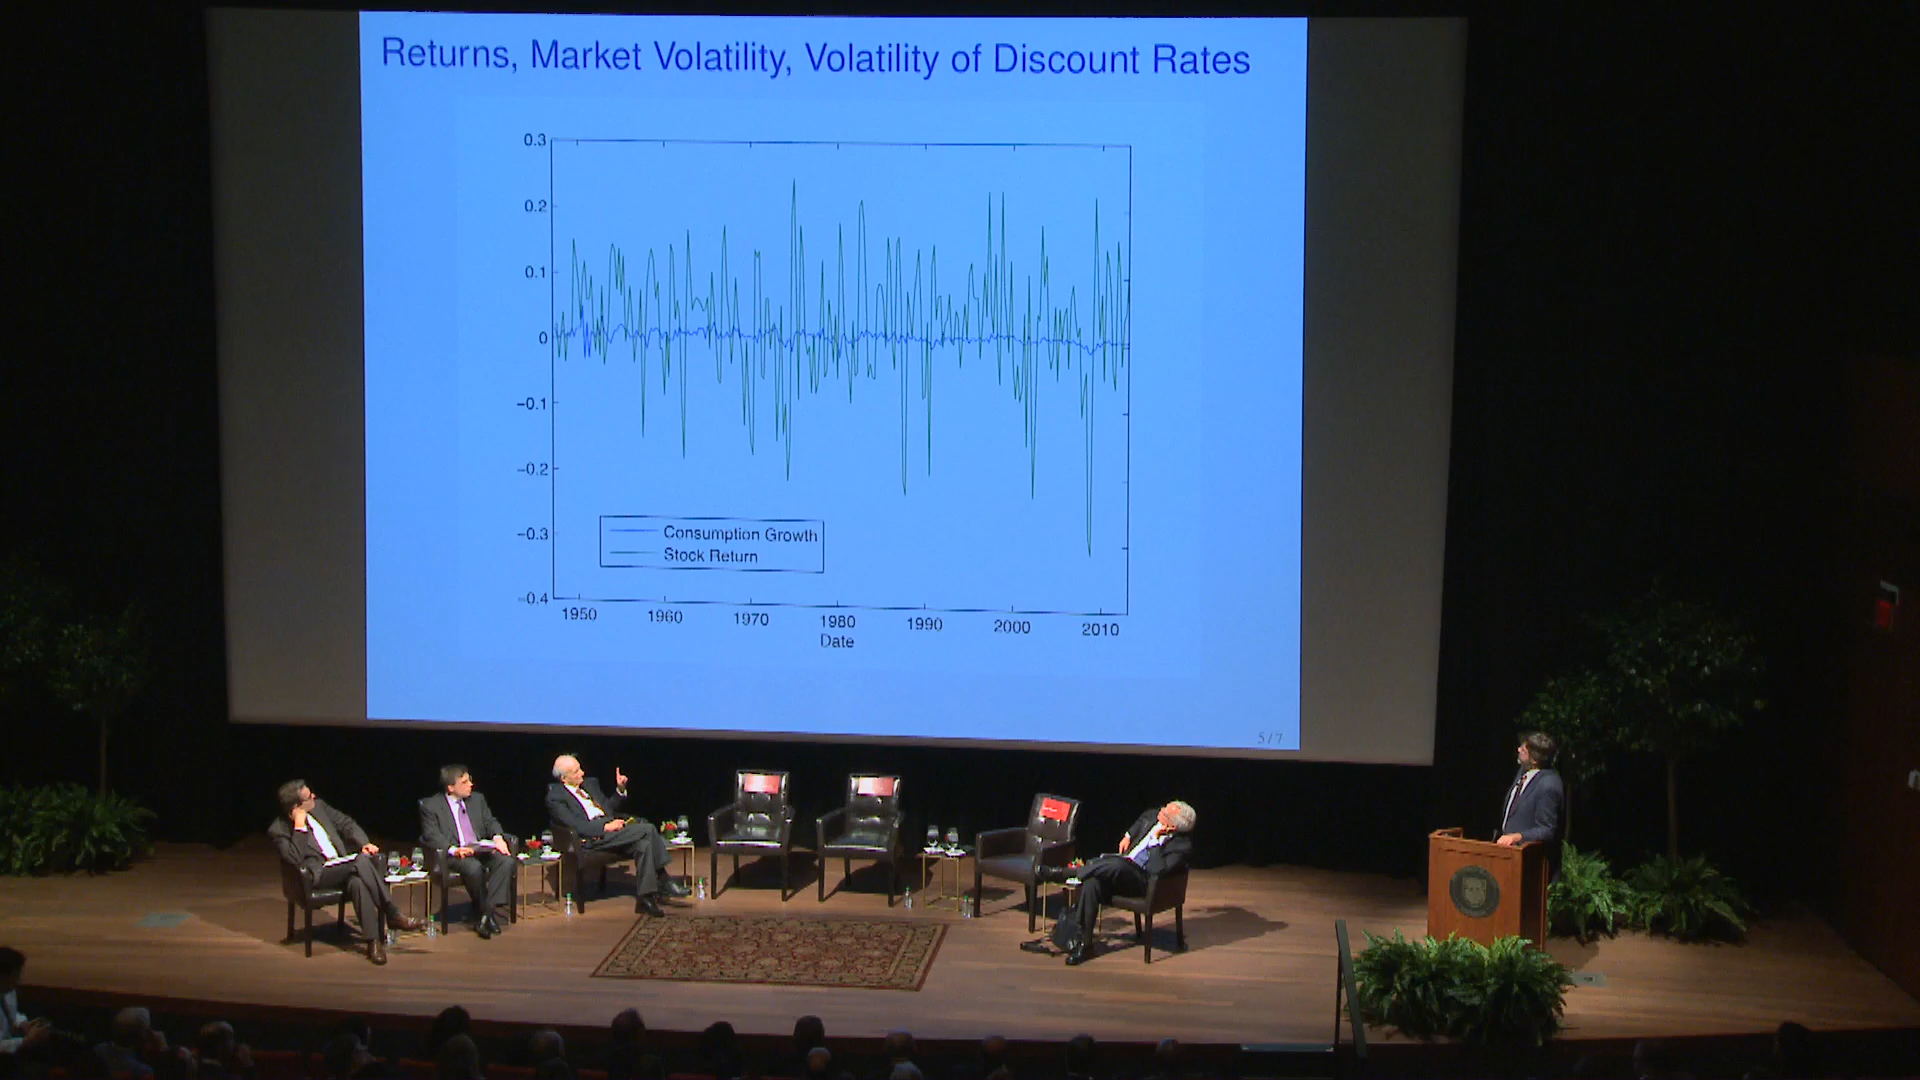 Returns, Market Volatility, Volatility of Discount Rates
0.3
0.2
0.1
0
−0.1
−0.2
−0.3
−0.4
Consumption Growth
Stock Return
1950 1960 1970 1980 1990 2000 2010
Date
5/7